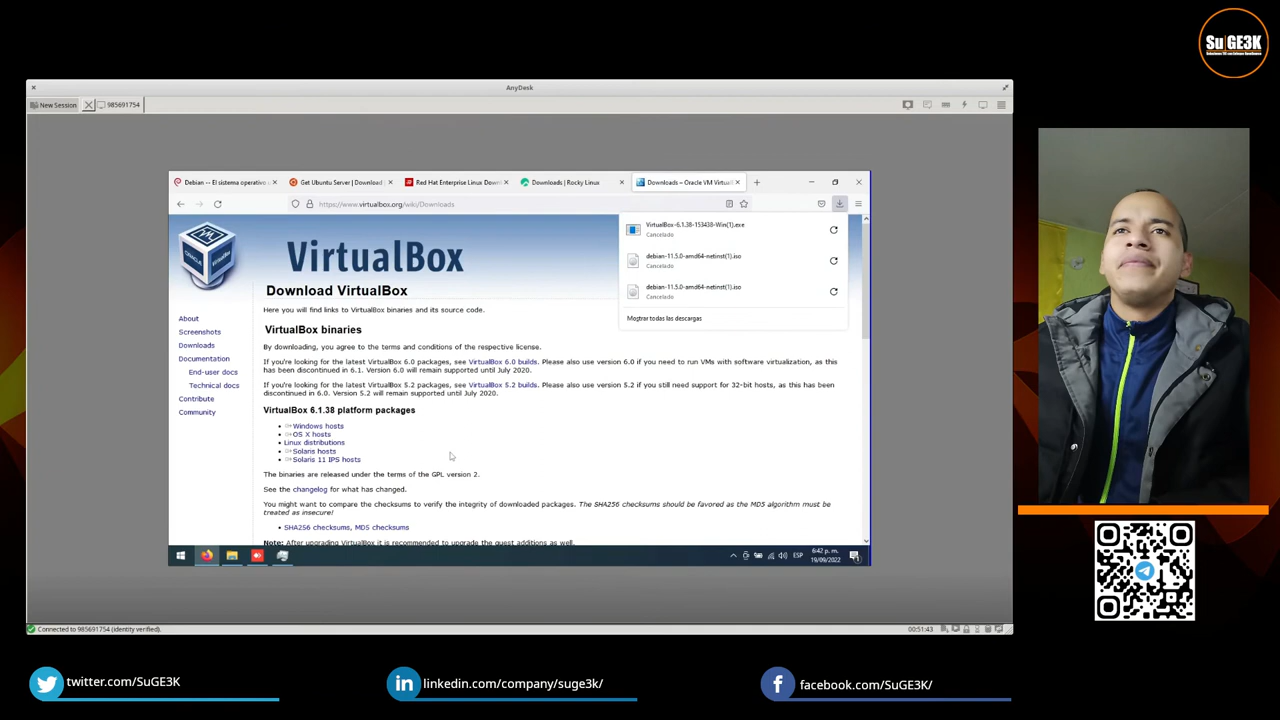 Su GE3K
AnyDesk
New Session
985691754
Debian -- El sistema operativo
Get Ubuntu Server | Download
Red Hat Enterprise Linux Down
Downloads | Rocky Linux
Downloads – Oracle VM Virtual
https://www.virtualbox.org/wiki/Downloads
VirtualBox-6.1.38-153438-Win(1).exe
Cancelado
debian-11.5.0-amd64-netinst(1).iso
Cancelado
debian-11.5.0-amd64-netinst(1).iso
Cancelado
Mostrar todas las descargas
VirtualBox
Download VirtualBox
Here you will find links to VirtualBox binaries and its source code.
About
Screenshots
Downloads
Documentation
End-user docs
Technical docs
Contribute
Community
VirtualBox binaries
By downloading, you agree to the terms and conditions of the respective license.
If you're looking for the latest VirtualBox 6.0 packages, see VirtualBox 6.0 builds. Please also use version 6.0 if you need to run VMs with software virtualization, as this
has been discontinued in 6.1. Version 6.0 will remain supported until July 2020.
If you're looking for the latest VirtualBox 5.2 packages, see VirtualBox 5.2 builds. Please also use version 5.2 if you still need support for 32-bit hosts, as this has been
discontinued in 6.0. Version 5.2 will remain supported until July 2020.
VirtualBox 6.1.38 platform packages
Windows hosts
OS X hosts
Linux distributions
Solaris hosts
Solaris 11 IPS hosts
The binaries are released under the terms of the GPL version 2.
See the changelog for what has changed.
You might want to compare the checksums to verify the integrity of downloaded packages. The SHA256 checksums should be favored as the MD5 algorithm must be
treated as insecure!
SHA256 checksums, MD5 checksums
Note: After upgrading VirtualBox it is recommended to upgrade the guest additions as well.
ESP
6:42 p. m.
19/09/2022
Connected to 985691754 (identity verified).
00:51:43
twitter.com/SuGE3K
linkedin.com/company/suge3k/
facebook.com/SuGE3K/